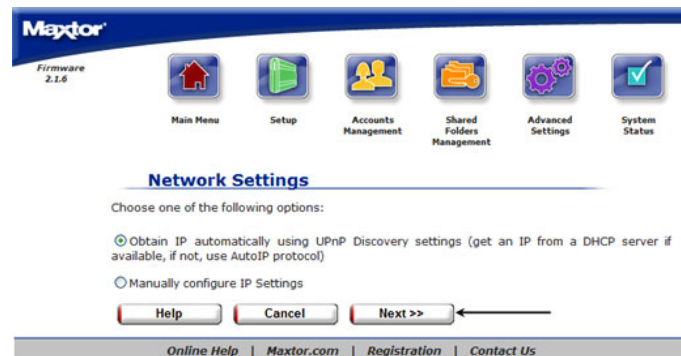 Maxtor
Firmware
2.1.6
Main Menu
Setup
Accounts
Management
Shared
Folders
Management
Advanced
Settings
System
Status
Network Settings
Choose one of the following options:
Obtain IP automatically using UPnP Discovery settings (get an IP from a DHCP server if
available, if not, use AutoIP protocol)
Manually configure IP Settings
Help
Cancel
Next >>
Online Help | Maxtor.com | Registration | Contact Us